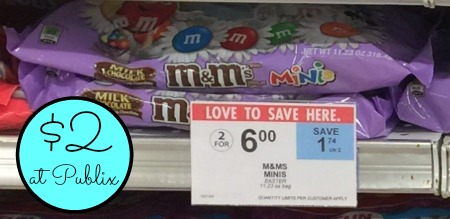 m
m
m
m
NET WT 11.23 OZ
MILK
CHOCOLATE
m&m's
MINIS
MILK
CHOCOLATE
m&m's
LOVE TO SAVE HERE.
2
FOR
6.00
SAVE
1.74
ON 2
M&MS
MINIS
EASTER
11.23 oz bag
QUANTITY LIMITS PER CUSTOMER APPLY
$2
at Publix